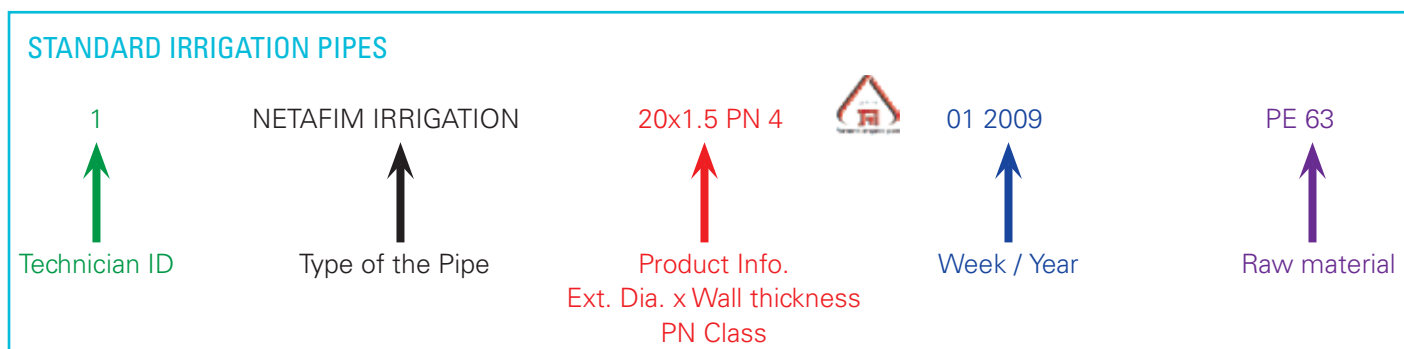 STANDARD IRRIGATION PIPES
1 NETAFIM IRRIGATION 20x1.5 PN 4 01 2009 PE 63
Technician ID Type of the Pipe Product Info. Week / Year Raw material
Ext. Dia. x Wall thickness
PN Class